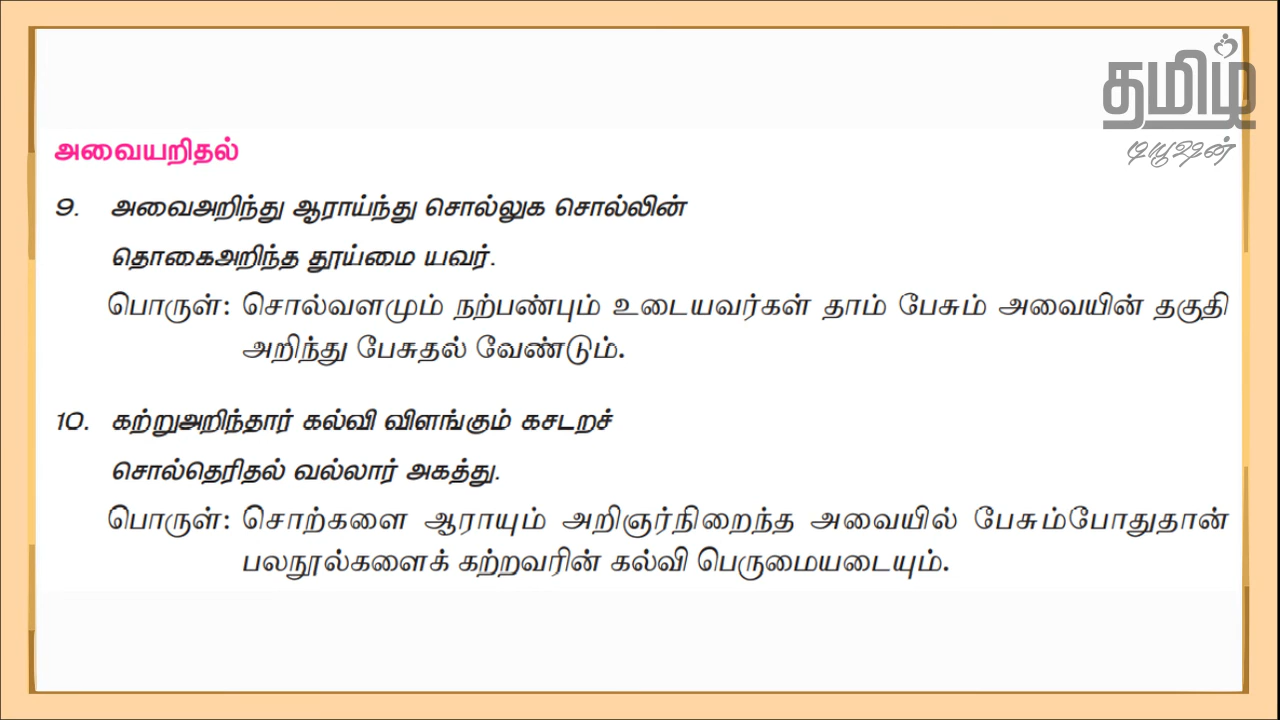 தமிழ்
டியூஷன்
அவையறிதல்
9. அவைஅறிந்து ஆராய்ந்து சொல்லுக சொல்லின்
தொகைஅறிந்த தூய்மை யவர்.
பொருள்: சொல்வளமும் நற்பண்பும் உடையவர்கள் தாம் பேசும் அவையின் தகுதி
அறிந்து பேசுதல் வேண்டும்.
10. கற்றுஅறிந்தார் கல்வி விளங்கும் கசடறச்
சொல்தெரிதல் வல்லார் அகத்து.
பொருள்: சொற்களை ஆராயும் அறிஞர்நிறைந்த அவையில் பேசும்போதுதான்
பலநூல்களைக் கற்றவரின் கல்வி பெருமையடையும்.